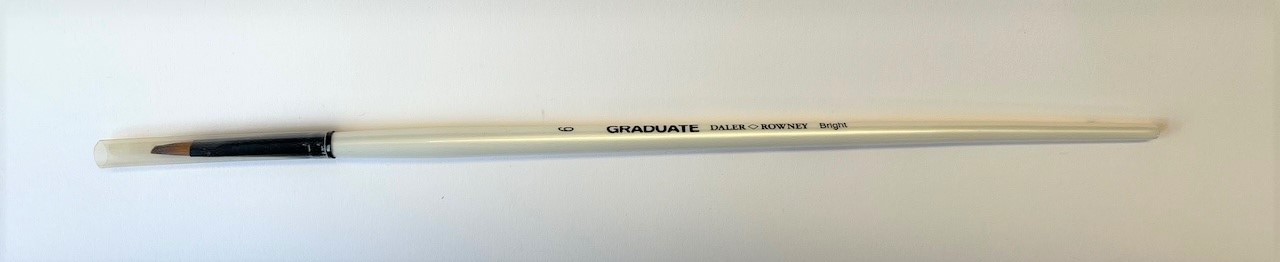 6 GRADUATE DALER ROWNEY Bright